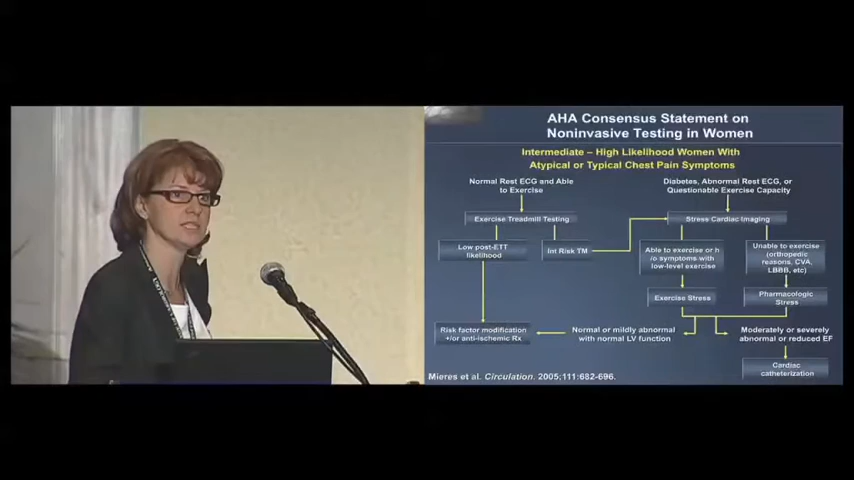 AHA Consensus Statement on
Noninvasive Testing in Women
Intermediate – High Likelihood Women With
Atypical or Typical Chest Pain Symptoms
Normal Rest ECG and Able
to Exercise
Diabetes, Abnormal Rest ECG, or
Questionable Exercise Capacity
Exercise Treadmill Testing
Stress Cardiac Imaging
Low post-ETT
likelihood
Int Risk TM
Able to exercise or h
/o symptoms with
low-level exercise
Unable to exercise
(orthopedic
reasons, CVA,
LBBB, etc)
Exercise Stress
Pharmacologic
Stress
Risk factor modification
+/or anti-ischemic Rx
Normal or mildly abnormal
with normal LV function
Moderately or severely
abnormal or reduced EF
Cardiac
catheterization
Mieres et al. Circulation. 2005;111:682-696.